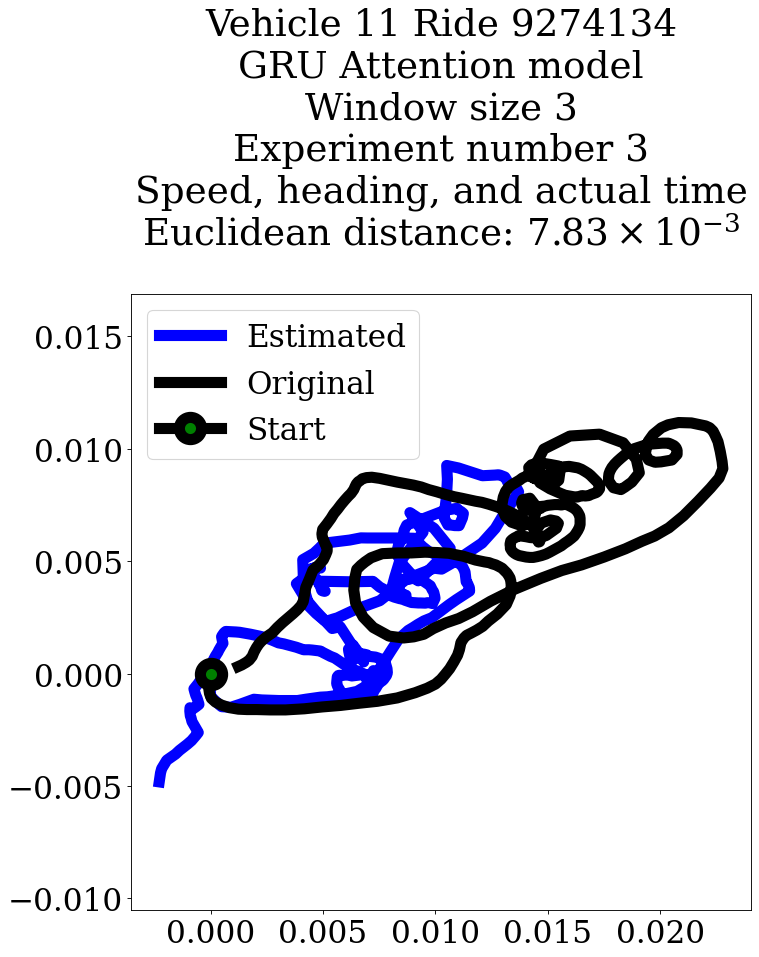 Vehicle 11 Ride 9274134
GRU Attention model
Window size 3
Experiment number 3
Speed, heading, and actual time
Euclidean distance: 7.83 × 10⁻³
Estimated
Original
Start
0.015
0.010
0.005
0.000
−0.005
−0.010
0.000 0.005 0.010 0.015 0.020